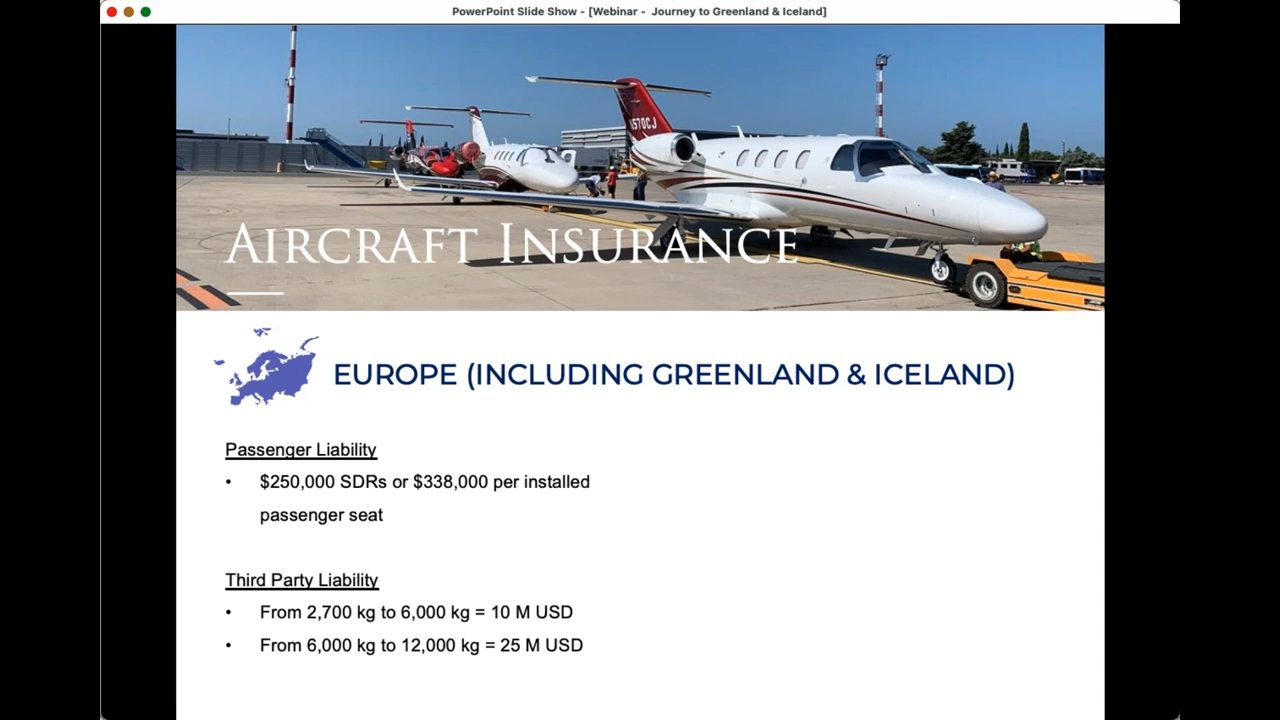 PowerPoint Slide Show - [Webinar - Journey to Greenland & Iceland]
N570CJ
AIRCRAFT INSURANCE
EUROPE (INCLUDING GREENLAND & ICELAND)
Passenger Liability
• $250,000 SDRs or $338,000 per installed
passenger seat
Third Party Liability
• From 2,700 kg to 6,000 kg = 10 M USD
• From 6,000 kg to 12,000 kg = 25 M USD